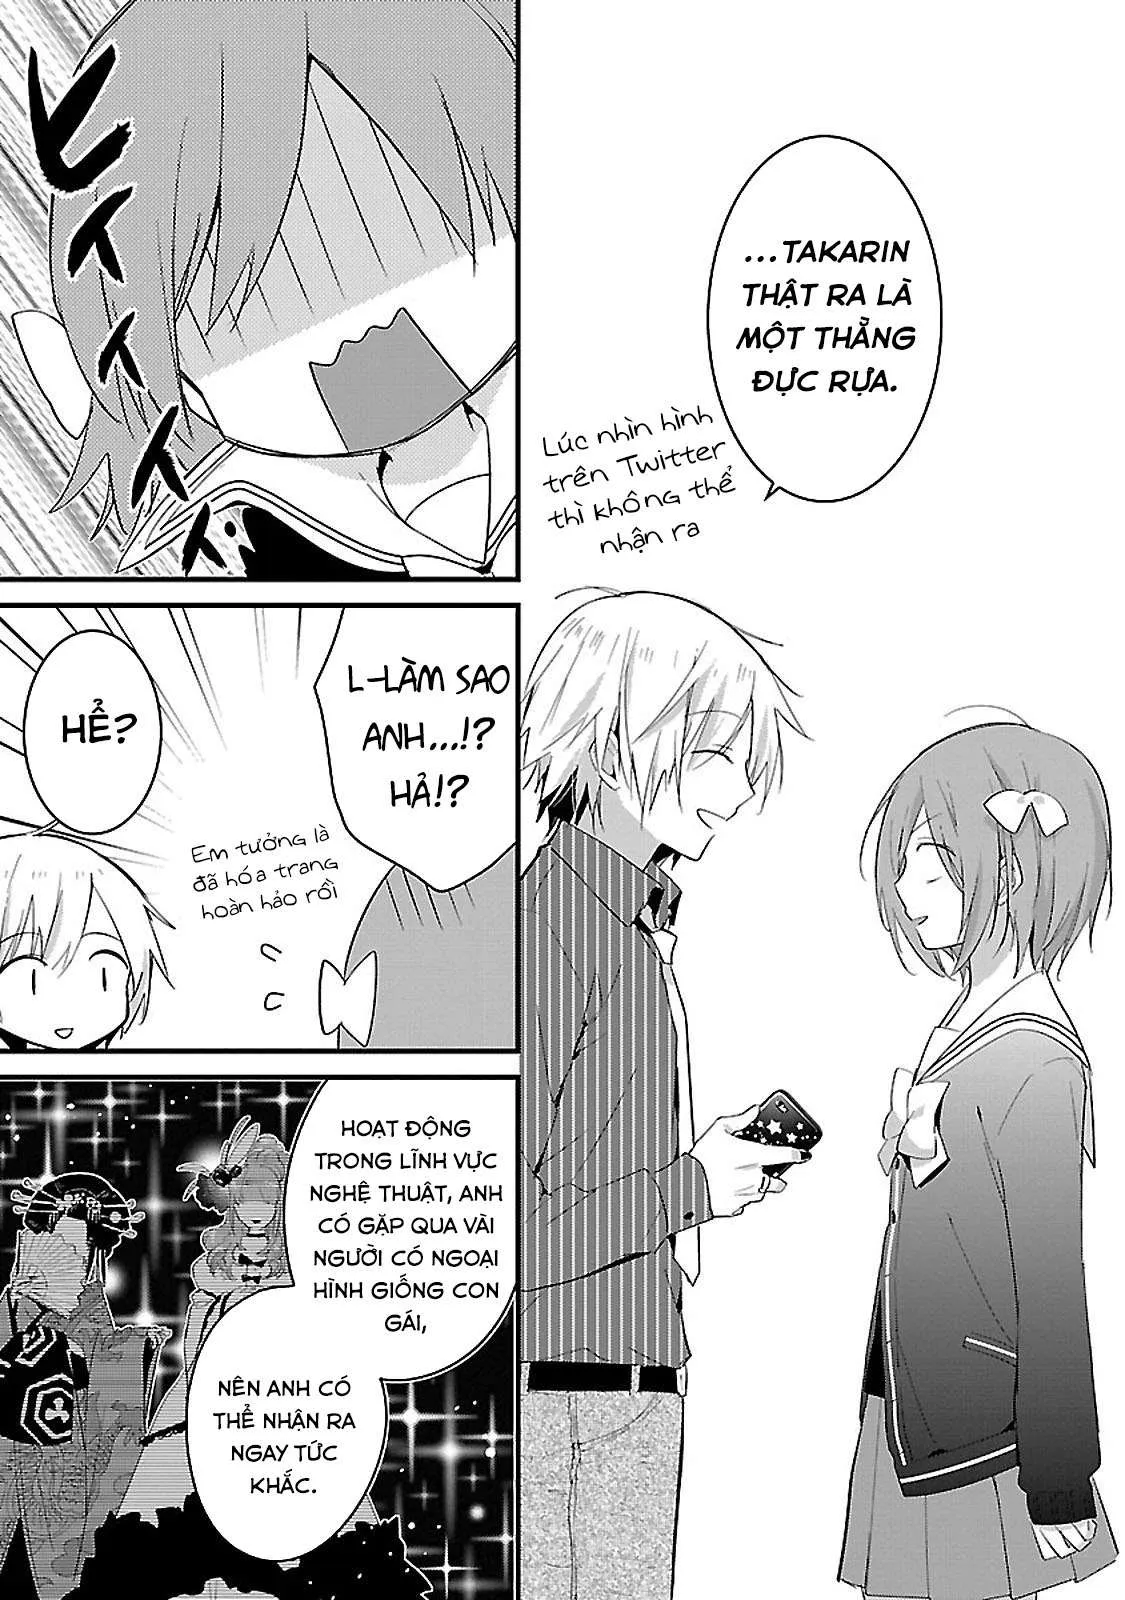 ...TAKARIN
THẬT RA LÀ
MỘT THẰNG
ĐỰC RỰA.
Lúc nhìn hình
trên Twitter
thì không thể
nhận ra
ヒィィィィ
L-LÀM SAO
ANH...!?
HẢ!?
HỂ?
Em tưởng là
đã hóa trang
hoàn hảo rồi
HOẠT ĐỘNG
TRONG LĨNH VỰC
NGHỆ THUẬT, ANH
CÓ GẶP QUA VÀI
NGƯỜI CÓ NGOẠI
HÌNH GIỐNG CON
GÁI,
NÊN ANH CÓ
THỂ NHẬN RA
NGAY TỨC
KHẮC.